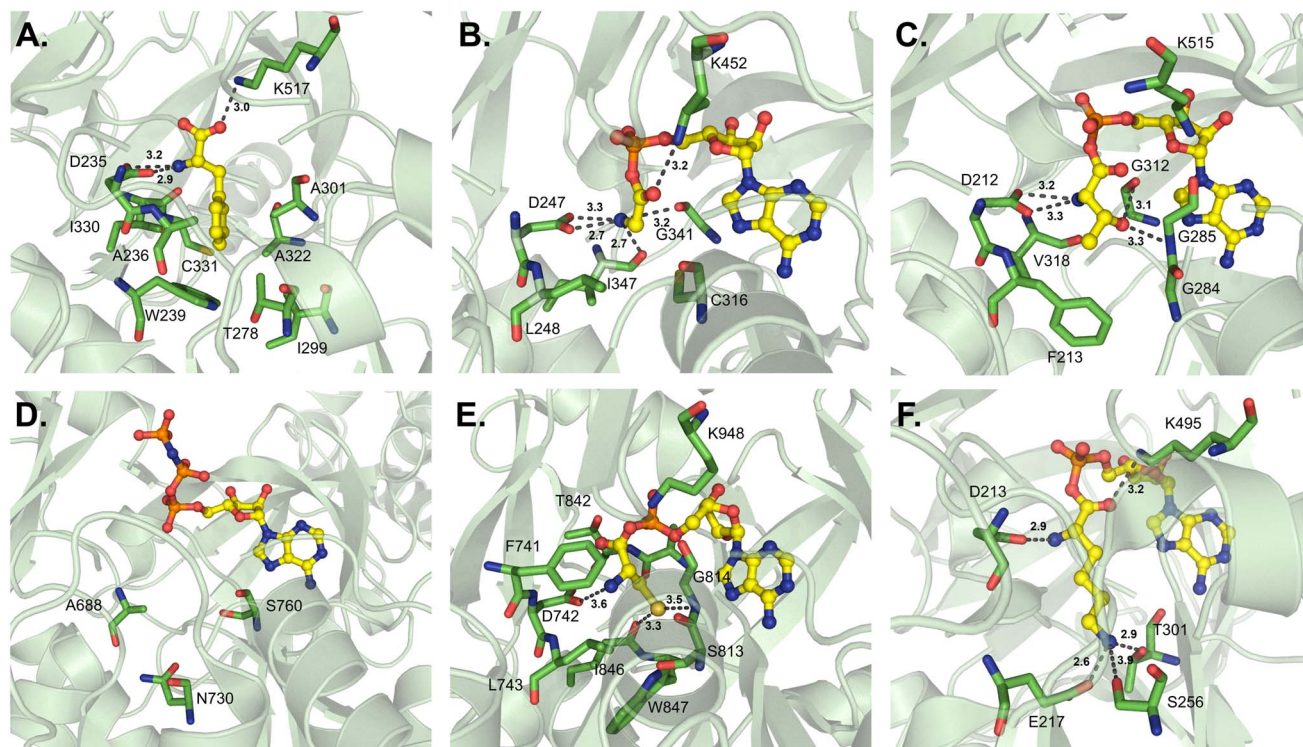 A.
K517
3.0
D235
3.2
2.9
A301
I330
A236
C331
A322
W239
T278
I299
B.
K452
3.2
D247
3.3
3.2
2.7
2.7
G341
I347
C316
L248
C.
K515
G312
D212
3.2
3.1
3.3
3.3
G285
V318
G284
F213
D.
A688
S760
N730
E.
K948
T842
F741
G814
D742
3.6
3.5
3.3
S813
I846
L743
W847
F.
K495
3.2
D213
2.9
2.9
T301
2.6
3.9
S256
E217